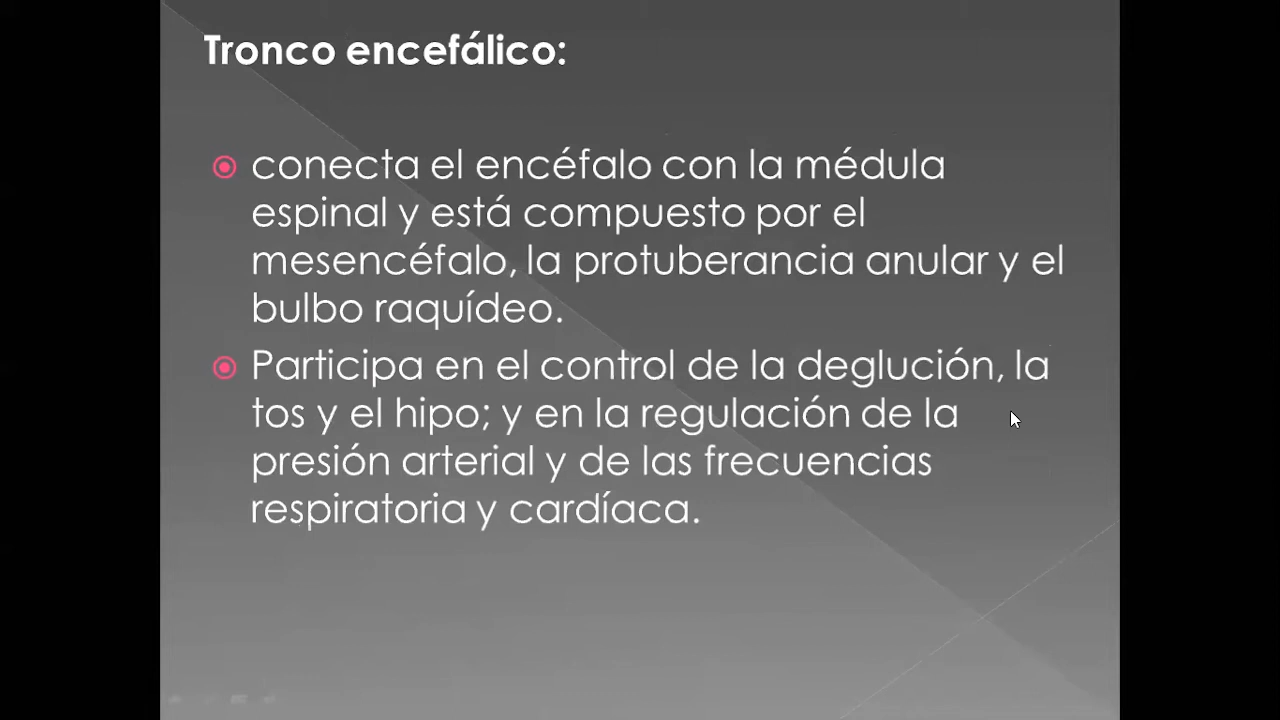 Tronco encefálico:
conecta el encéfalo con la médula
espinal y está compuesto por el
mesencéfalo, la protuberancia anular y el
bulbo raquídeo.
Participa en el control de la deglución, la
tos y el hipo; y en la regulación de la
presión arterial y de las frecuencias
respiratoria y cardíaca.